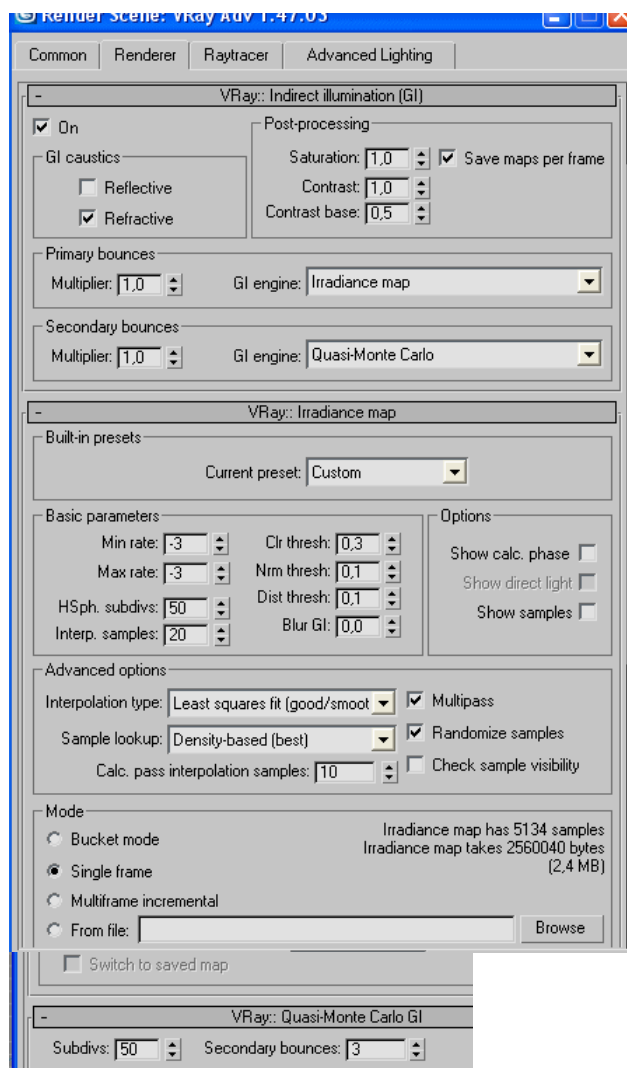 Render Scene: VRay Adv 1.47.03
Common Renderer Raytracer Advanced Lighting
- VRay:: Indirect illumination (GI)
On
Post-processing
GI caustics
Saturation: 1,0 Save maps per frame
Reflective
Contrast: 1,0
Refractive
Contrast base: 0,5
Primary bounces
Multiplier: 1,0 GI engine: Irradiance map
Secondary bounces
Multiplier: 1,0 GI engine: Quasi-Monte Carlo
- VRay:: Irradiance map
Built-in presets
Current preset: Custom
Basic parameters
Min rate: -3 Clr thresh: 0,3
Max rate: -3 Nrm thresh: 0,1
HSph. subdivs: 50 Dist thresh: 0,1
Interp. samples: 20 Blur GI: 0,0
Options
Show calc. phase
Show direct light
Show samples
Advanced options
Interpolation type: Least squares fit (good/smoot Multipass
Sample lookup: Density-based (best) Randomize samples
Calc. pass interpolation samples: 10 Check sample visibility
Mode
Bucket mode
Single frame
Multiframe incremental
From file: Browse
Irradiance map has 5134 samples
Irradiance map takes 2560040 bytes
(2,4 MB)
Switch to saved map
- VRay:: Quasi-Monte Carlo GI
Subdivs: 50 Secondary bounces: 3